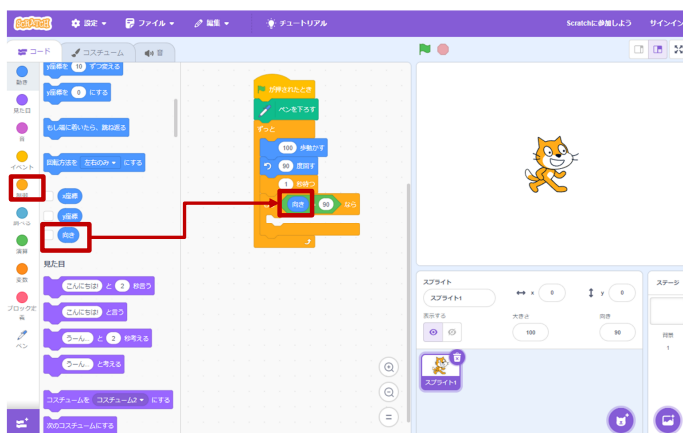 SCRATCH 設定 ファイル 編集 チュートリアル Scratchに参加しよう サインイン
コード コスチューム 音
動き
見た目
音
イベント
制御
調べる
演算
変数
ブロック定
義
ペン
y座標を 10 ずつ変える
y座標を 0 にする
もし端に着いたら、跳ね返る
回転方法を 左右のみ にする
x座標
y座標
向き
見た目
こんにちは! と 2 秒言う
こんにちは! と言う
うーん... と 2 秒考える
うーん... と考える
コスチュームを コスチューム2 にする
次のコスチュームにする
が押されたとき
ペンを下ろす
ずっと
100 歩動かす
90 度回す
1 秒待つ
向き 90 なら
スプライト
スプライト1
x 0
y 0
表示する
大きさ
100
向き
90
スプライト1
ステージ
背景
1